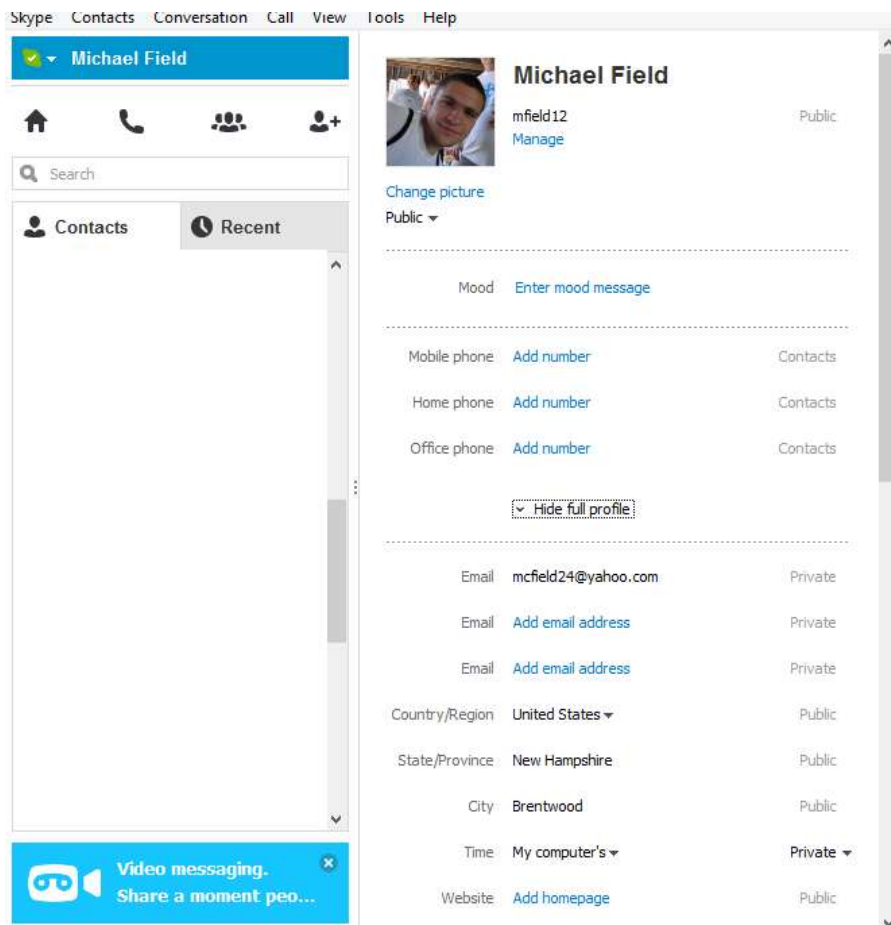 Skype Contacts Conversation Call View Tools Help
Michael Field
Search
Contacts Recent
Video messaging.
Share a moment peo...
Michael Field
mfield12 Public
Manage
Change picture
Public
Mood Enter mood message
Mobile phone Add number Contacts
Home phone Add number Contacts
Office phone Add number Contacts
Hide full profile
Email mcfield24@yahoo.com Private
Email Add email address Private
Email Add email address Private
Country/Region United States Public
State/Province New Hampshire Public
City Brentwood Public
Time My computer's Private
Website Add homepage Public